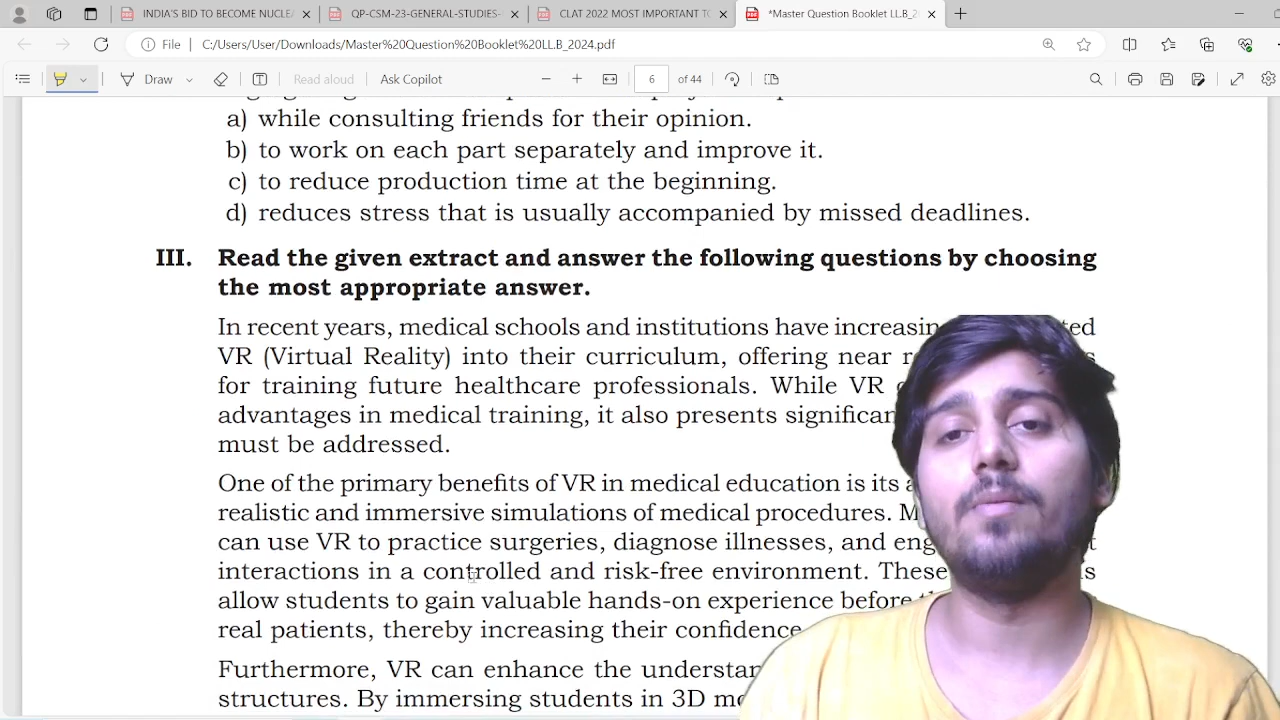 INDIA'S BID TO BECOME NUCLE
QP-CSM-23-GENERAL-STUDIES-
CLAT 2022 MOST IMPORTANT TO
*Master Question Booklet LL.B_2
File
C:/Users/User/Downloads/Master%20Question%20Booklet%20LL.B_2024.pdf
Draw
Read aloud
Ask Copilot
6 of 44
a) while consulting friends for their opinion.
b) to work on each part separately and improve it.
c) to reduce production time at the beginning.
d) reduces stress that is usually accompanied by missed deadlines.
III. Read the given extract and answer the following questions by choosing
the most appropriate answer.
In recent years, medical schools and institutions have
VR (Virtual Reality) into their curriculum, offering near
for training future healthcare professionals. While VR
advantages in medical training, it also presents
must be addressed.
One of the primary benefits of VR in medical education is its
realistic and immersive simulations of medical procedures.
can use VR to practice surgeries, diagnose illnesses, and
interactions in a controlled and risk-free environment. These
allow students to gain valuable hands-on experience before
real patients, thereby increasing their confidence
Furthermore, VR can enhance the
structures. By immersing students in 3D